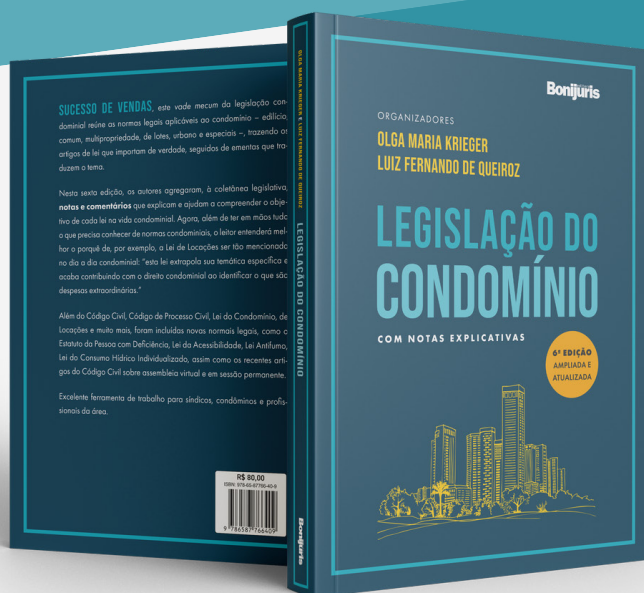 SUCESSO DE VENDAS, este vade mecum da legislação con-
dominial reúne as normas legais aplicáveis ao condomínio – edilício,
comum, multipropriedade, de lotes, urbano e especiais –, trazendo os
artigos de lei que importam de verdade, seguidos de ementas que tra-
duzem o tema.
Nesta sexta edição, os autores agregaram, à coletânea legislativa,
notas e comentários que explicam e ajudam a compreender o obje-
tivo de cada lei na vida condominial. Agora, além de ter em mãos tudo
o que precisa conhecer de normas condominiais, o leitor entenderá mel-
hor o porquê de, por exemplo, a Lei de Locações ser tão mencionada
no dia a dia condominial: “esta lei extrapola sua temática específica e
acaba contribuindo com o direito condominial ao identificar o que são
despesas extraordinárias.”
Além do Código Civil, Código de Processo Civil, Lei do Condomínio, de
Locações e muito mais, foram incluídas novas normas legais, como o
Estatuto da Pessoa com Deficiência, Lei da Acessibilidade, Lei Antifumo,
Lei do Consumo Hídrico Individualizado, assim como os recentes arti-
gos do Código Civil sobre assembleia virtual e em sessão permanente.
Excelente ferramenta de trabalho para síndicos, condôminos e profis-
sionais da área.
R$ 80,00
ISBN: 978-65-87766-40-9
9 786587 766409
OLGA MARIA KRIEGER E LUIZ FERNANDO DE QUEIROZ
LEGISLAÇÃO DO CONDOMÍNIO
Bonijuris
Bonijuris
ORGANIZADORES
OLGA MARIA KRIEGER
LUIZ FERNANDO DE QUEIROZ
LEGISLAÇÃO DO
CONDOMÍNIO
COM NOTAS EXPLICATIVAS
6ª EDIÇÃO
AMPLIADA E
ATUALIZADA